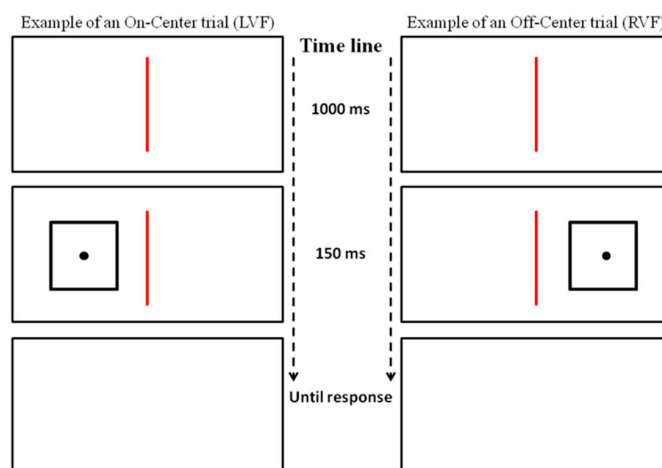 Example of an On-Center trial (LVF)
Example of an Off-Center trial (RVF)
Time line
1000 ms
150 ms
Until response